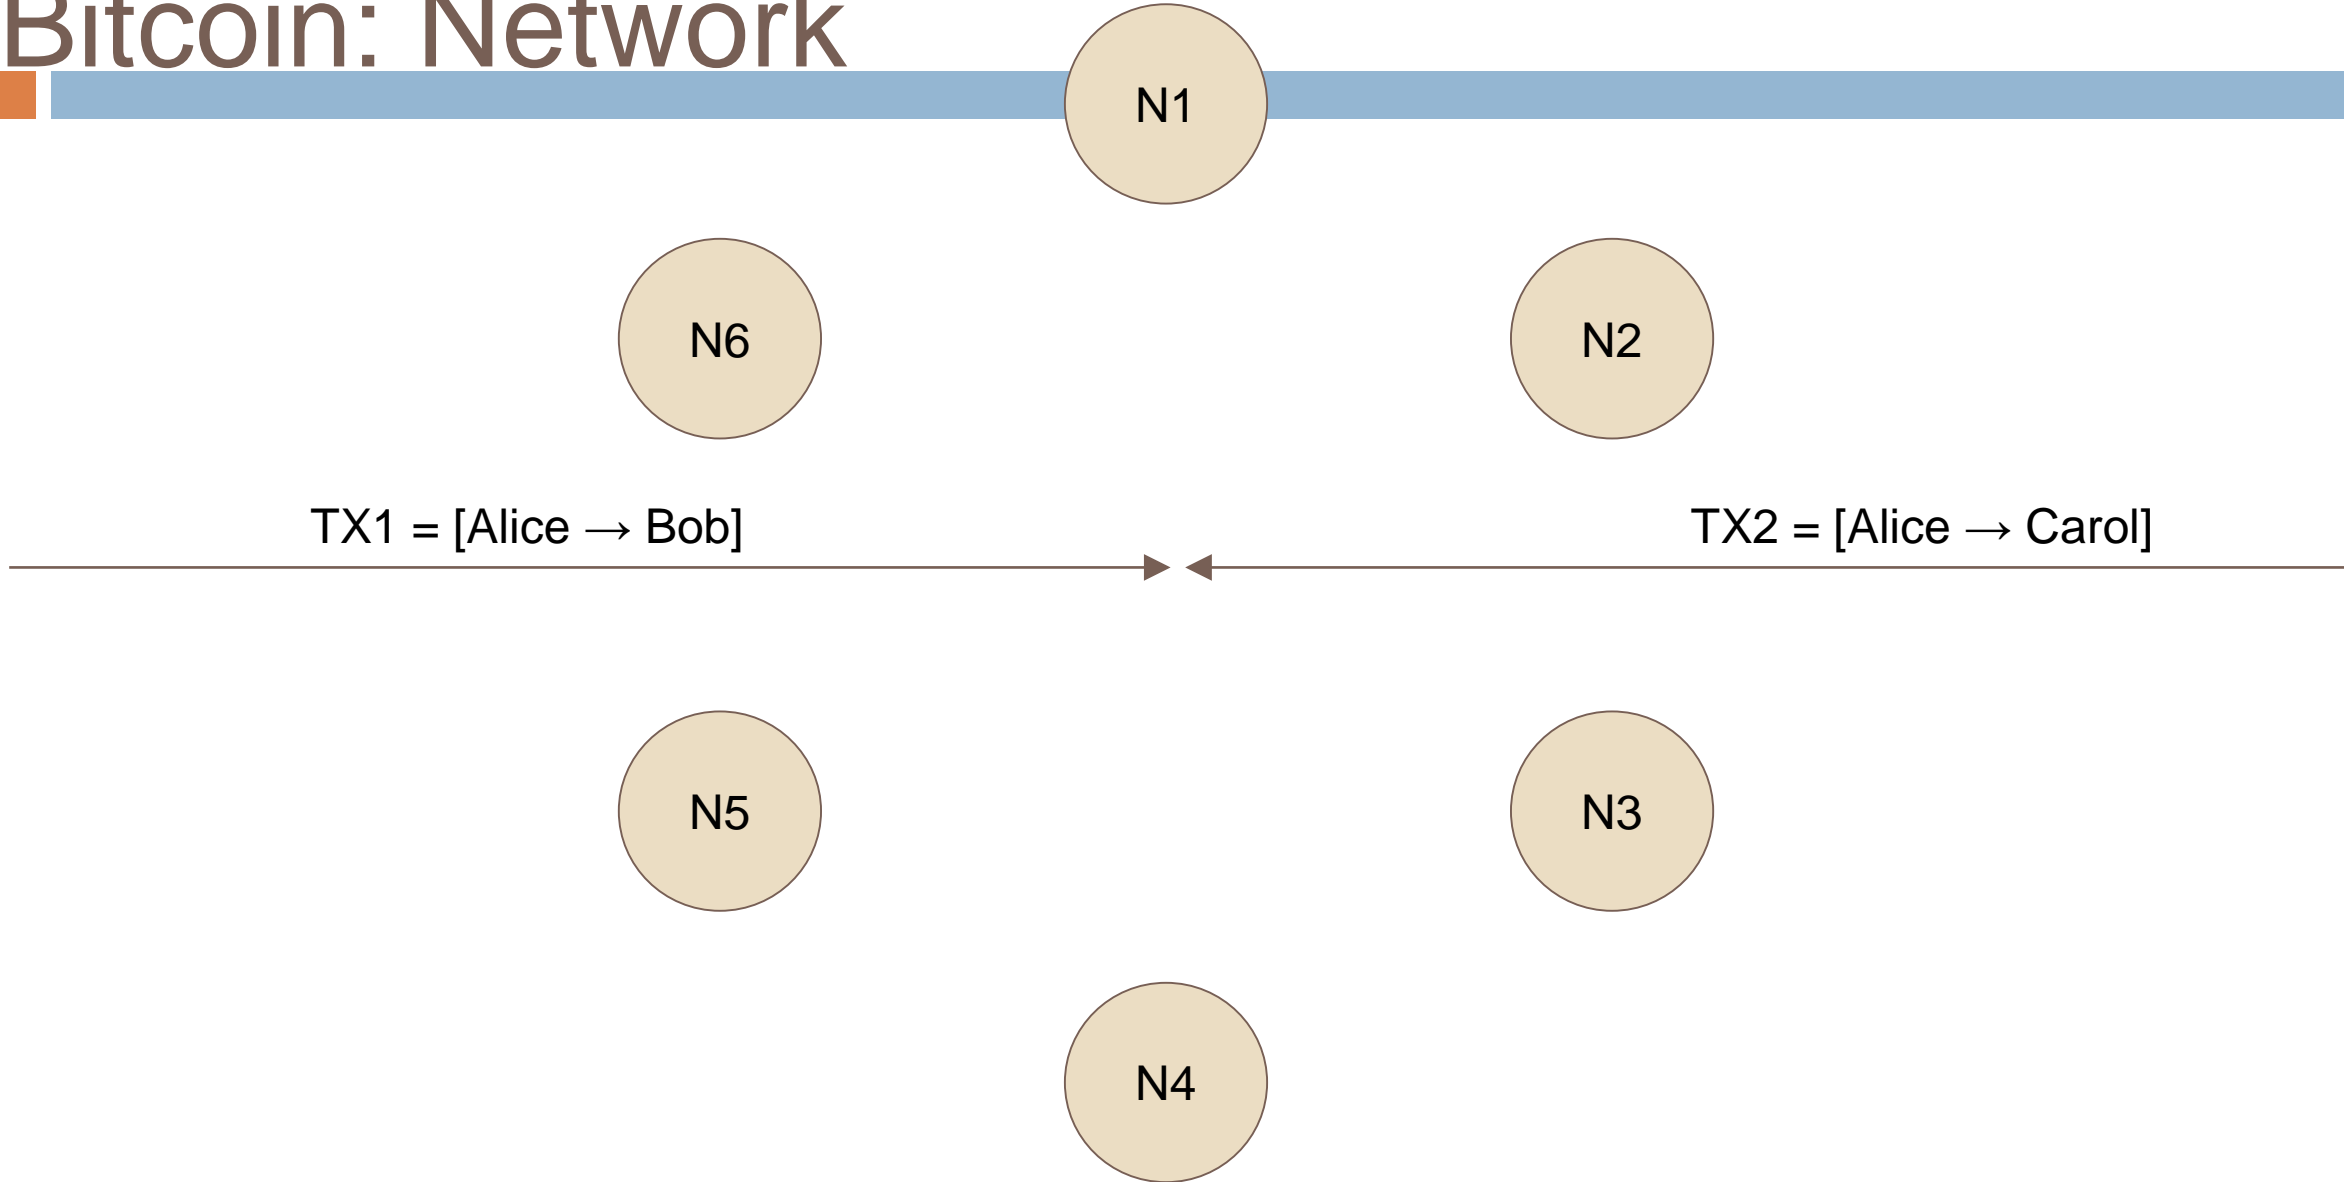 Bitcoin: Network
N1
N6
N2
TX1 = [Alice → Bob]
TX2 = [Alice → Carol]
N5
N3
N4